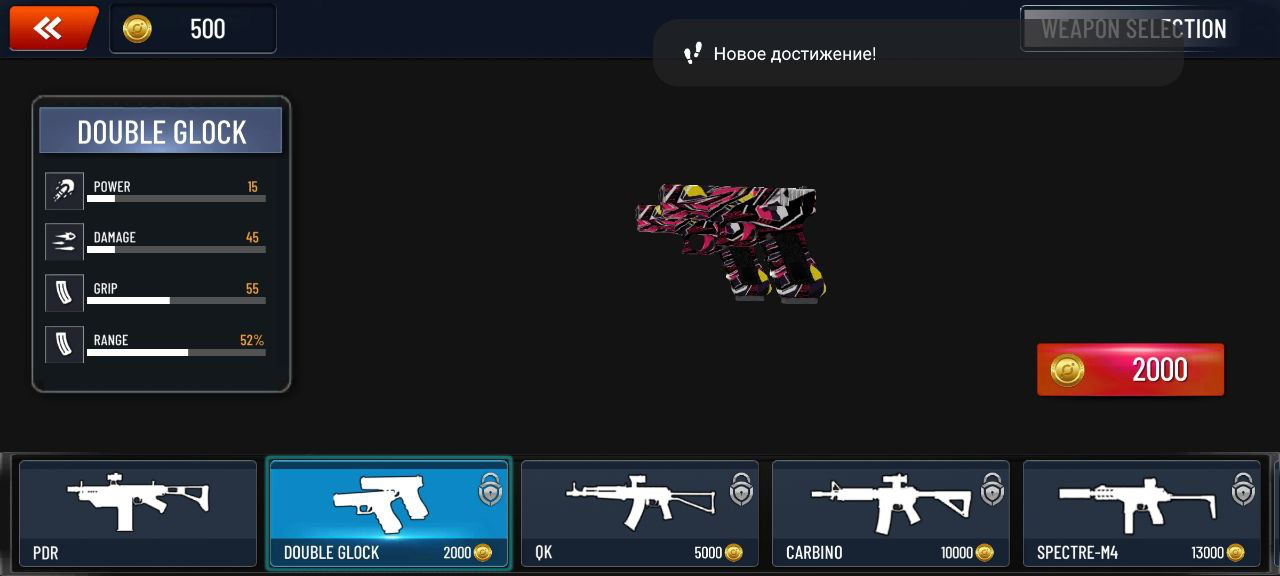 500
WEAPON SELECTION
Новое достижение!
DOUBLE GLOCK
POWER 15
DAMAGE 45
GRIP 55
RANGE 52%
2000
PDR
DOUBLE GLOCK 2000
QK 5000
CARBINO 10000
SPECTRE-M4 13000